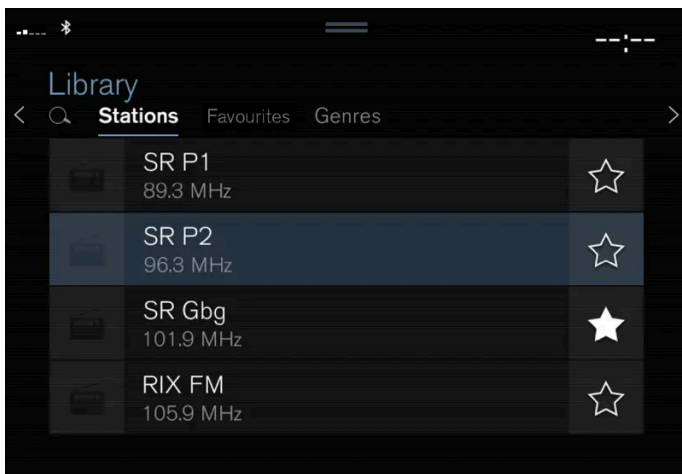 --:--
Library
Stations Favourites Genres
SR P1
89.3 MHz
SR P2
96.3 MHz
SR Gbg
101.9 MHz
RIX FM
105.9 MHz